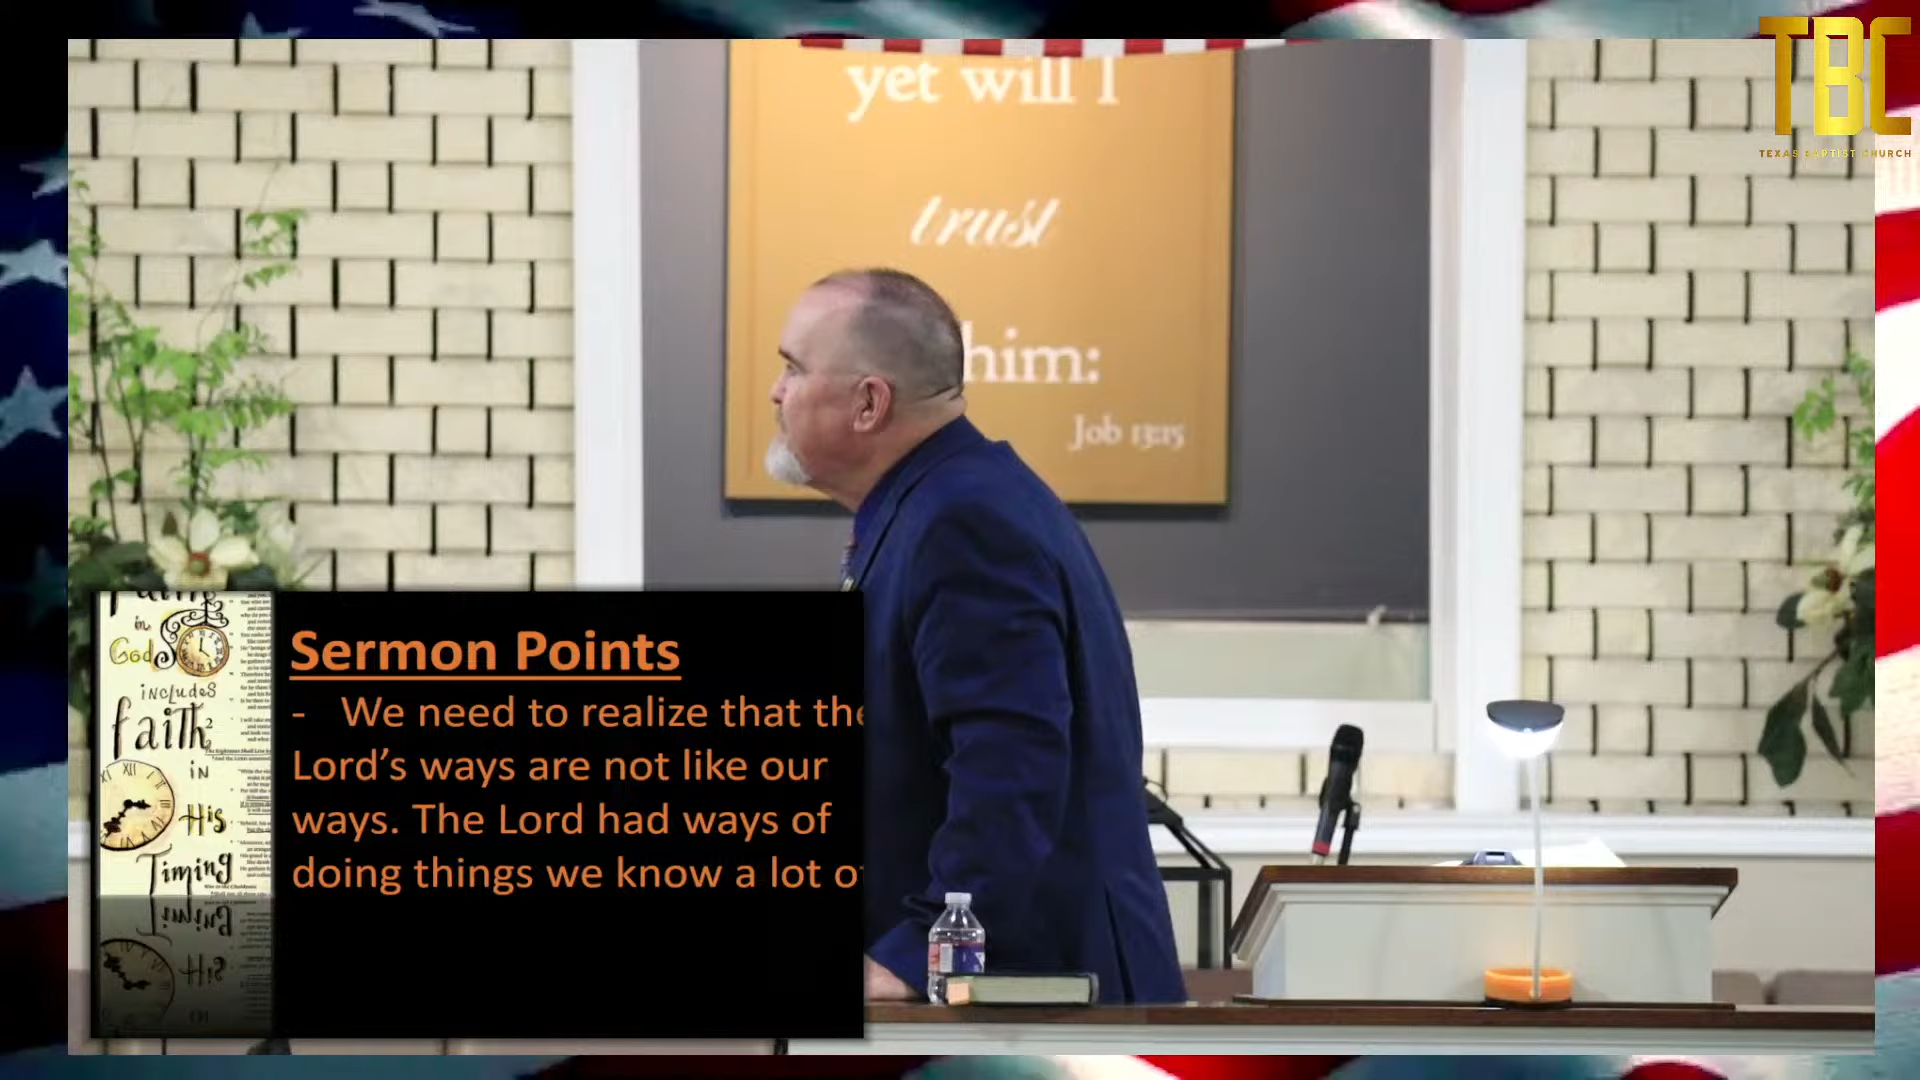 TBC
TEXAS BAPTIST CHURCH
yet will I
trust
him:
Job 13:15
Faith
in
God's
includes
faith
in
His
Timing
Sermon Points
- We need to realize that the
Lord’s ways are not like our
ways. The Lord had ways of
doing things we know a lot of